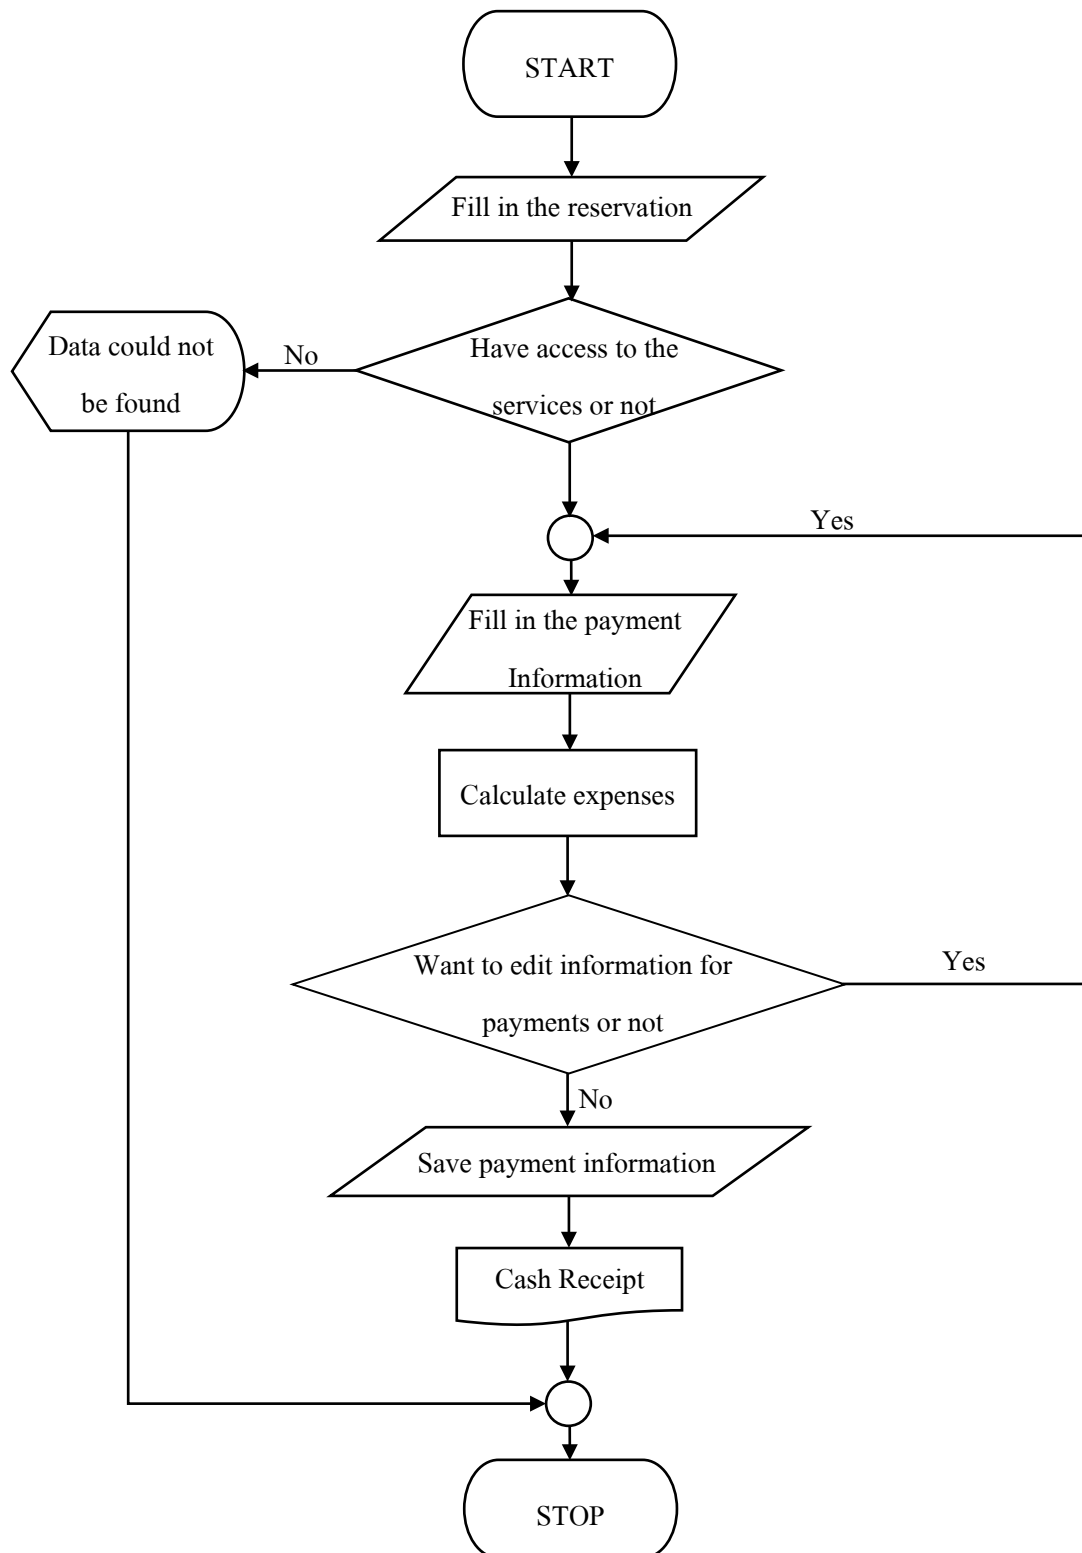 START
Fill in the reservation
Have access to the
services or not
No
Data could not
be found
Yes
Fill in the payment
Information
Calculate expenses
Want to edit information for
payments or not
Yes
No
Save payment information
Cash Receipt
STOP